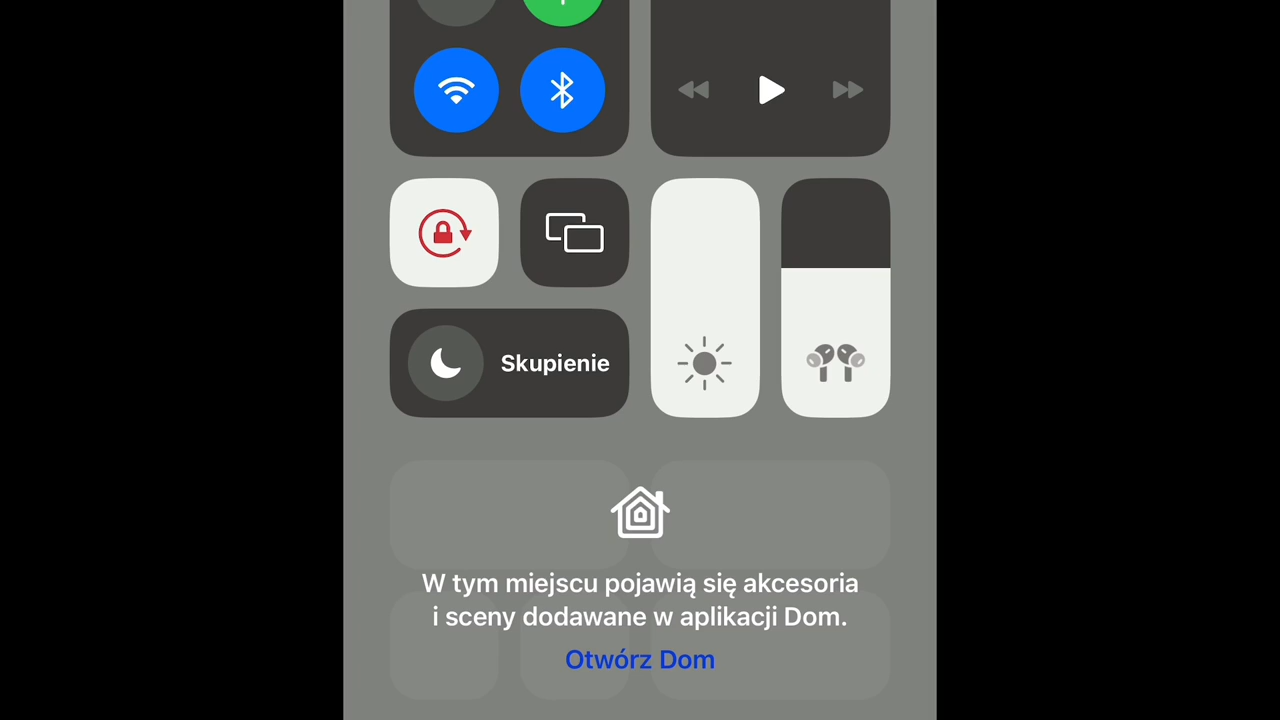 Skupienie
W tym miejscu pojawią się akcesoria
i sceny dodawane w aplikacji Dom.
Otwórz Dom